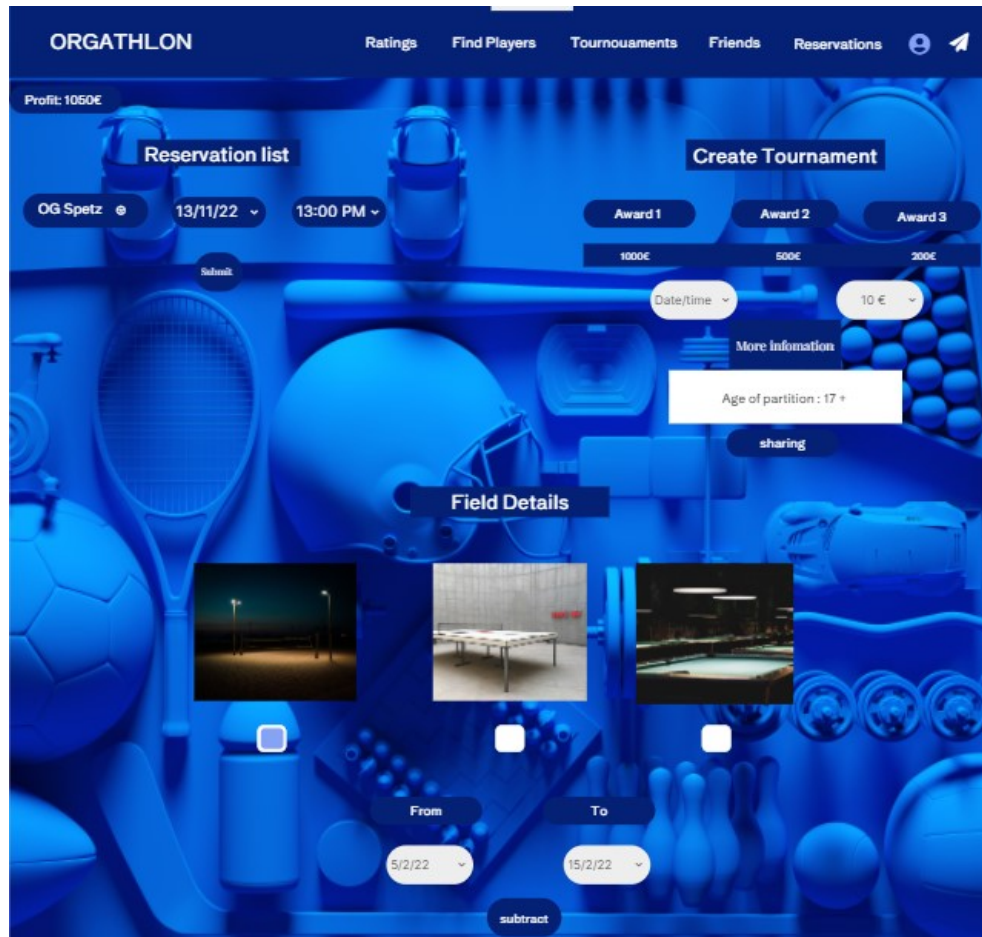 ORGATHLON
Ratings Find Players Tournouaments Friends Reservations
Profit: 1050€
Reservation list
OG Spetz
13/11/22
13:00 PM
Submit
Create Tournament
Award 1 Award 2 Award 3
1000€ 500€ 200€
Date/time 10 €
More infomation
Age of partition : 17 +
sharing
Field Details
From To
5/2/22 15/2/22
subtract